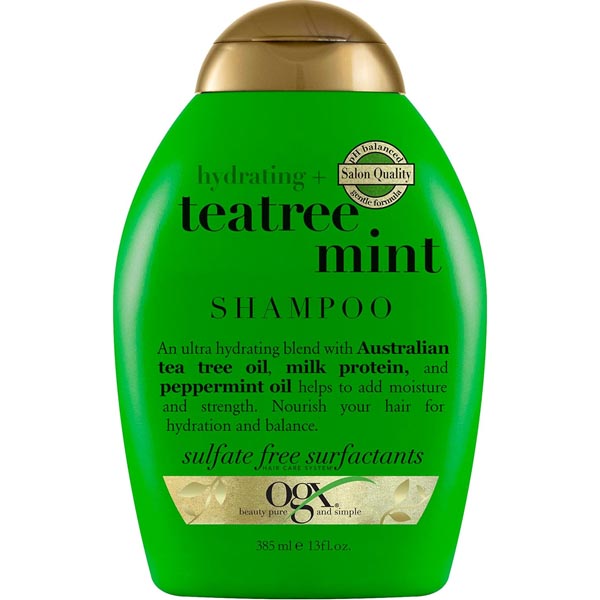 pH balanced
Salon Quality
gentle formula
hydrating +
teatree
mint
SHAMPOO
An ultra hydrating blend with Australian
tea tree oil, milk protein, and
peppermint oil helps to add moisture
and strength. Nourish your hair for
hydration and balance.
sulfate free surfactants
& HAIR CARE SYSTEM
ogx®
beauty pure and simple
385 ml e 13 fl. oz.